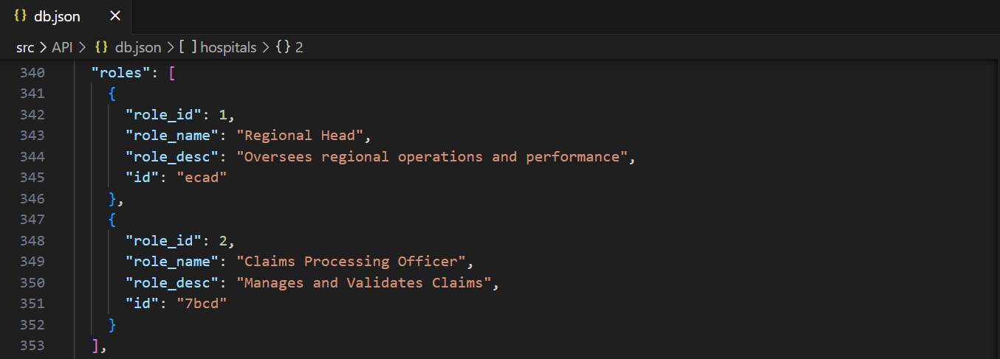 {} db.json ×
src > API > {} db.json > [ ] hospitals > {} 2
340 "roles": [
341 {
342 "role_id": 1,
343 "role_name": "Regional Head",
344 "role_desc": "Oversees regional operations and performance",
345 "id": "ecad"
346 },
347 {
348 "role_id": 2,
349 "role_name": "Claims Processing Officer",
350 "role_desc": "Manages and Validates Claims",
351 "id": "7bcd"
352 }
353 ],